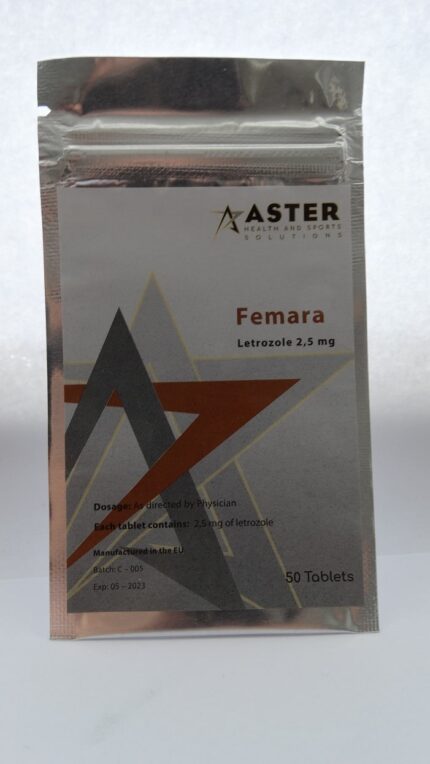 ASTER
HEALTH AND SPORTS
SOLUTIONS
Femara
Letrozole 2,5 mg
Dosage: As directed by Physician
Each tablet contains: 2,5 mg of letrozole
Manufactured in the EU
Batch: C - 005
Exp: 05 - 2023
50 Tablets